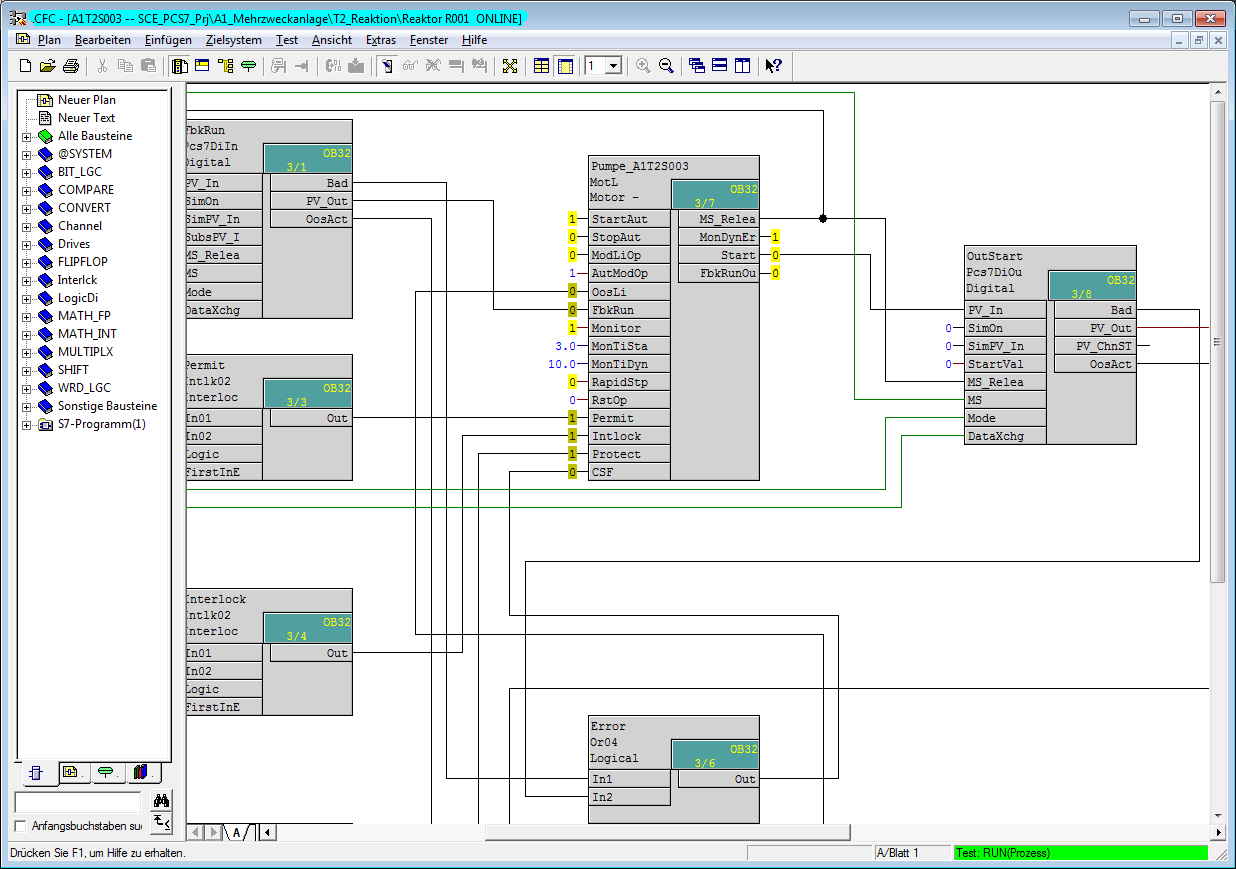 CFC - [A1T2S003 -- SCE_PCS7_Prj\A1_Mehrzweckanlage\T2_Reaktion\Reaktor R001 ONLINE]
Plan Bearbeiten Einfügen Zielsystem Test Ansicht Extras Fenster Hilfe
1
Neuer Plan
Neuer Text
Alle Bausteine
@SYSTEM
BIT_LGC
COMPARE
CONVERT
Channel
Drives
FLIPFLOP
Interlck
LogicDi
MATH_FP
MATH_INT
MULTIPLX
SHIFT
WRD_LGC
Sonstige Bausteine
S7-Programm(1)
Anfangsbuchstaben suc
FbkRun
Pcs7DiIn
Digital
OB32
3/1
PV_In
SimOn
SimPV_In
SubsPV_I
MS_Relea
MS
Mode
DataXchg
Bad
PV_Out
OosAct
Permit
Intlk02
Interloc
OB32
3/3
In01
In02
Logic
FirstInE
Out
Interlock
Intlk02
Interloc
OB32
3/4
In01
In02
Logic
FirstInE
Out
Pumpe_A1T2S003
MotL
Motor -
OB32
3/7
1 StartAut
0 StopAut
0 ModLiOp
1 AutModOp
0 OosLi
0 FbkRun
1 Monitor
3.0 MonTiSta
10.0 MonTiDyn
0 RapidStp
0 RstOp
1 Permit
1 Intlock
1 Protect
0 CSF
MS_Relea
MonDynEr 1
Start 0
FbkRunOu 0
Error
Or04
Logical
OB32
3/6
In1
In2
Out
OutStart
Pcs7DiOu
Digital
OB32
3/8
PV_In
0 SimOn
0 SimPV_In
0 StartVal
MS_Relea
MS
Mode
DataXchg
Bad
PV_Out
PV_ChnST
OosAct
A
Drücken Sie F1, um Hilfe zu erhalten.
A/Blatt 1
Test: RUN(Prozess)